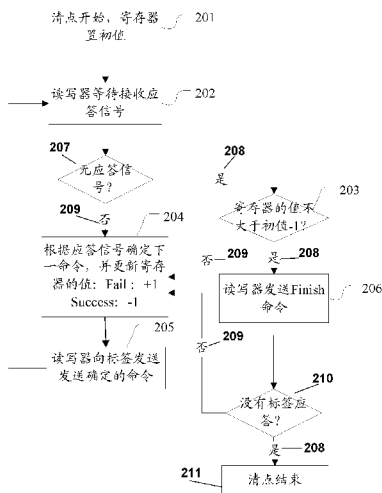 清点开始，寄存器
置初值
201
读写器等待接收应
答信号
202
207
无应答信
号？
208
是
209
否
203
寄存器的值不
大于初值-1？
204
根据应答信号确定下
一命令，并更新寄存
器的值：Fail：+1
Success：-1
否
209
是
208
读写器发送Finish
命令
206
209
否
205
读写器向标签发送
发送确定的命令
210
没有标签应
答？
是
208
211
清点结束